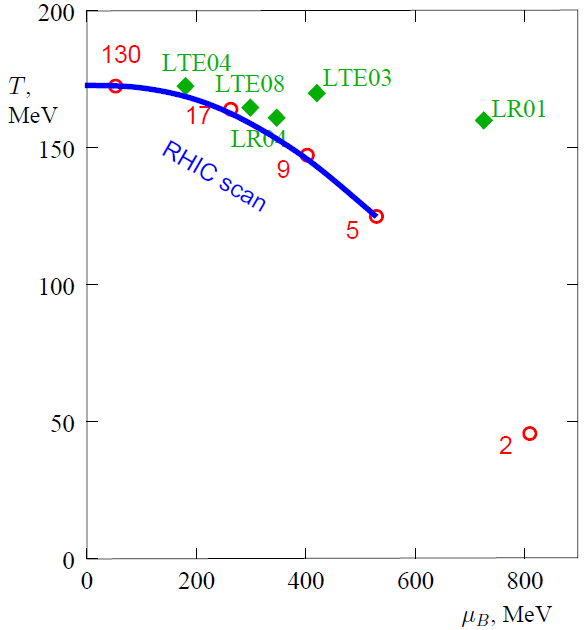 200
130
LTE04
T,
MeV
LTE08
LTE03
17
LR04
LR01
150
9
RHIC scan
5
100
50
2
0
0
200
400
600
800
μB, MeV